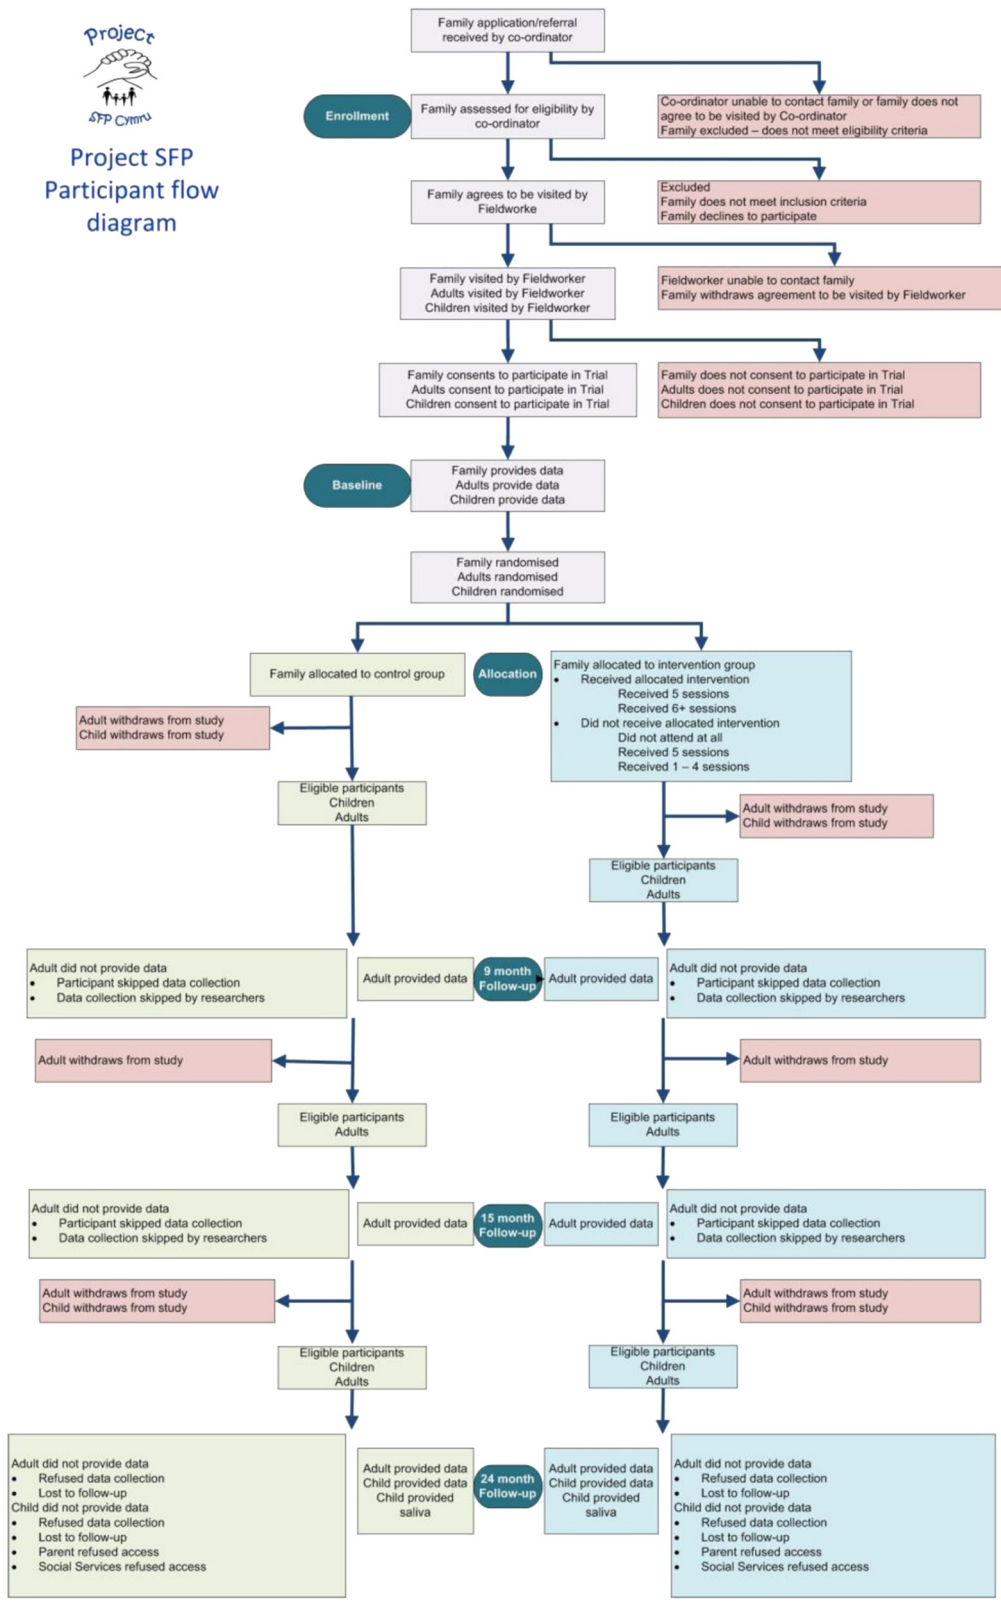 Project
SFP Cymru
Project SFP
Participant flow
diagram
Family application/referral
received by co-ordinator
Enrollment
Family assessed for eligibility by
co-ordinator
Co-ordinator unable to contact family or family does not
agree to be visited by Co-ordinator
Family excluded – does not meet eligibility criteria
Family agrees to be visited by
Fieldworke
Excluded
Family does not meet inclusion criteria
Family declines to participate
Family visited by Fieldworker
Adults visited by Fieldworker
Children visited by Fieldworker
Fieldworker unable to contact family
Family withdraws agreement to be visited by Fieldworker
Family consents to participate in Trial
Adults consent to participate in Trial
Children consent to participate in Trial
Family does not consent to participate in Trial
Adults does not consent to participate in Trial
Children does not consent to participate in Trial
Baseline
Family provides data
Adults provide data
Children provide data
Family randomised
Adults randomised
Children randomised
Family allocated to control group
Allocation
Family allocated to intervention group
• Received allocated intervention
Received 5 sessions
Received 6+ sessions
• Did not receive allocated intervention
Did not attend at all
Received 5 sessions
Received 1 – 4 sessions
Adult withdraws from study
Child withdraws from study
Eligible participants
Children
Adults
Adult withdraws from study
Child withdraws from study
Eligible participants
Children
Adults
Adult did not provide data
• Participant skipped data collection
• Data collection skipped by researchers
Adult provided data
9 month
Follow-up
Adult provided data
Adult did not provide data
• Participant skipped data collection
• Data collection skipped by researchers
Adult withdraws from study
Adult withdraws from study
Eligible participants
Adults
Eligible participants
Adults
Adult did not provide data
• Participant skipped data collection
• Data collection skipped by researchers
Adult provided data
15 month
Follow-up
Adult provided data
Adult did not provide data
• Participant skipped data collection
• Data collection skipped by researchers
Adult withdraws from study
Child withdraws from study
Adult withdraws from study
Child withdraws from study
Eligible participants
Children
Adults
Eligible participants
Children
Adults
Adult did not provide data
• Refused data collection
• Lost to follow-up
Child did not provide data
• Refused data collection
• Lost to follow-up
• Parent refused access
• Social Services refused access
Adult provided data
Child provided data
Child provided
saliva
24 month
Follow-up
Adult provided data
Child provided data
Child provided
saliva
Adult did not provide data
• Refused data collection
• Lost to follow-up
Child did not provide data
• Refused data collection
• Lost to follow-up
• Parent refused access
• Social Services refused access